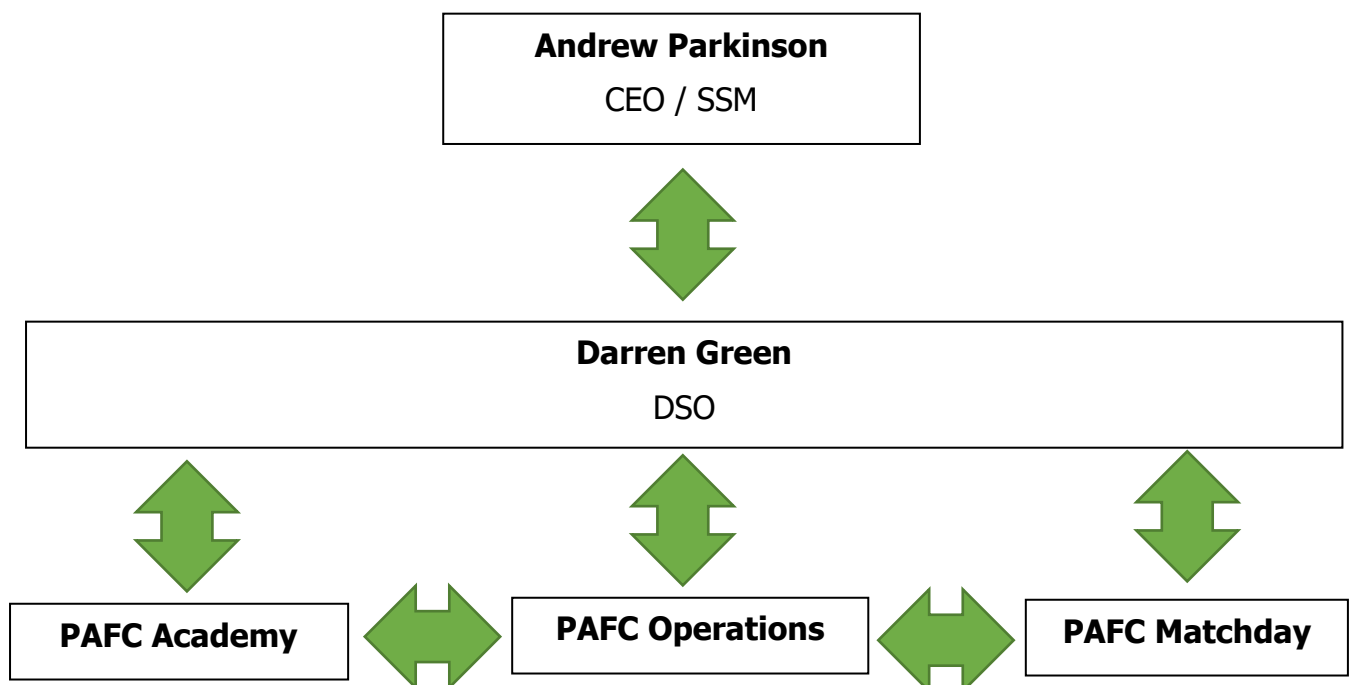 Andrew Parkinson
CEO / SSM
Darren Green
DSO
PAFC Academy
PAFC Operations
PAFC Matchday